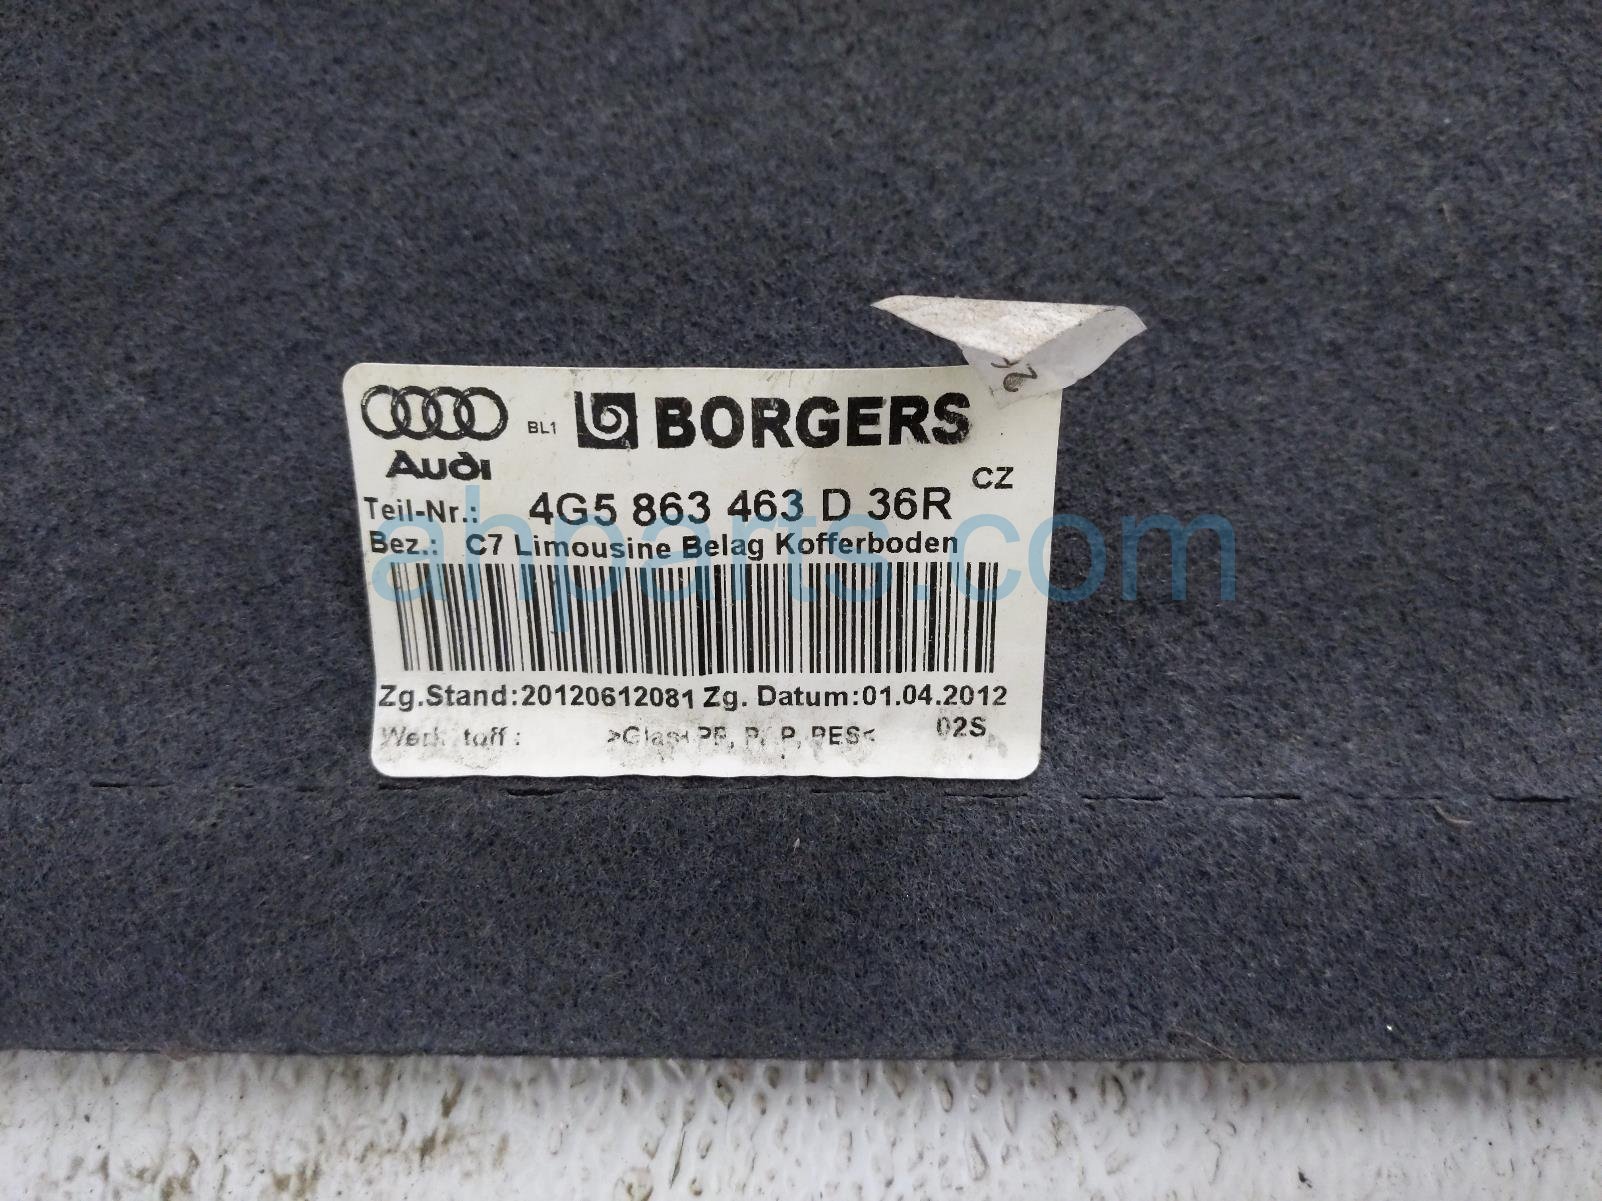 BL1 BORGERS
Audi
CZ
Teil-Nr.: 4G5 863 463 D 36R
Bez.: C7 Limousine Belag Kofferboden
ahparts.com
Zg.Stand:20120612081 Zg. Datum:01.04.2012
02S